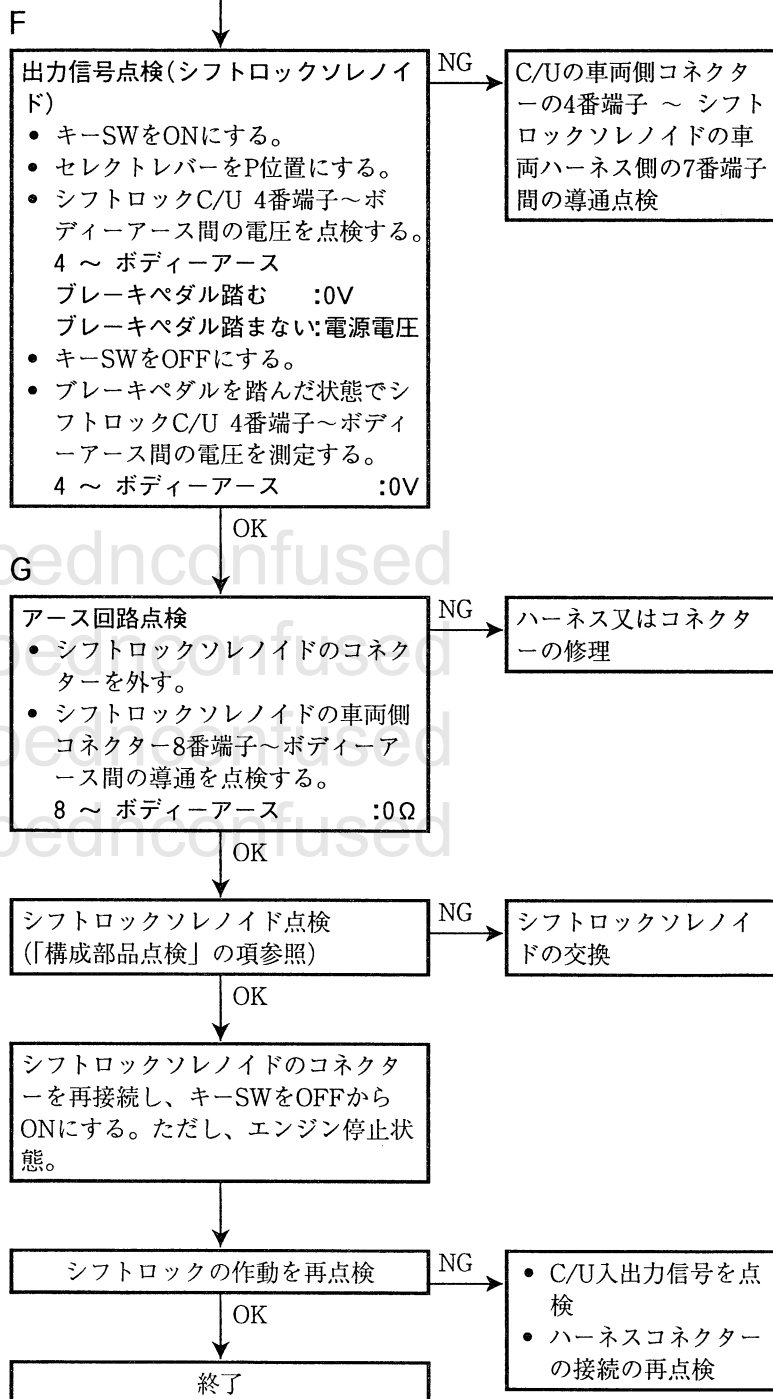 F
出力信号点検(シフトロックソレノイ
ド)
• キーSWをONにする。
• セレクトレバーをP位置にする。
• シフトロックC/U 4番端子～ボ
ディーアース間の電圧を点検する。
4 ～ ボディーアース
ブレーキペダル踏む :0V
ブレーキペダル踏まない:電源電圧
• キーSWをOFFにする。
• ブレーキペダルを踏んだ状態でシ
フトロックC/U 4番端子～ボディ
ーアース間の電圧を測定する。
4 ～ ボディーアース :0V
NG
C/Uの車両側コネクタ
ーの4番端子 ～ シフト
ロックソレノイドの車
両ハーネス側の7番端子
間の導通点検
OK
G
アース回路点検
• シフトロックソレノイドのコネク
ターを外す。
• シフトロックソレノイドの車両側
コネクター8番端子～ボディーア
ース間の導通を点検する。
8 ～ ボディーアース :0Ω
NG
ハーネス又はコネクタ
ーの修理
OK
シフトロックソレノイド点検
(「構成部品点検」の項参照)
NG
シフトロックソレノイ
ドの交換
OK
シフトロックソレノイドのコネクタ
ーを再接続し、キーSWをOFFから
ONにする。ただし、エンジン停止状
態。
シフトロックの作動を再点検
NG
• C/U入出力信号を点
検
• ハーネスコネクター
の接続の再点検
OK
終了
pednconfused
pednconfused
pednconfused
pednconfused